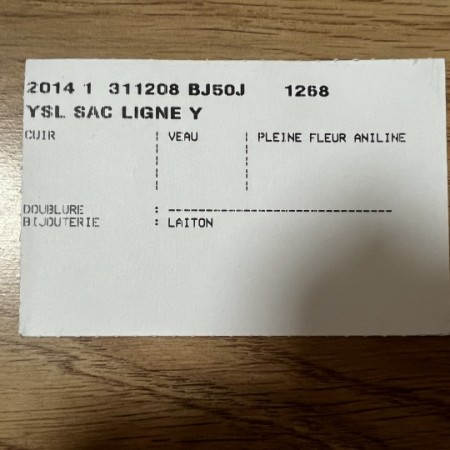 2014 1 311208 BJ50J 1268
YSL SAC LIGNE Y
CUIR ¦ VEAU ¦ PLEINE FLEUR ANILINE
DOUBLURE : -----------------------------
BIJOUTERIE : LAITON